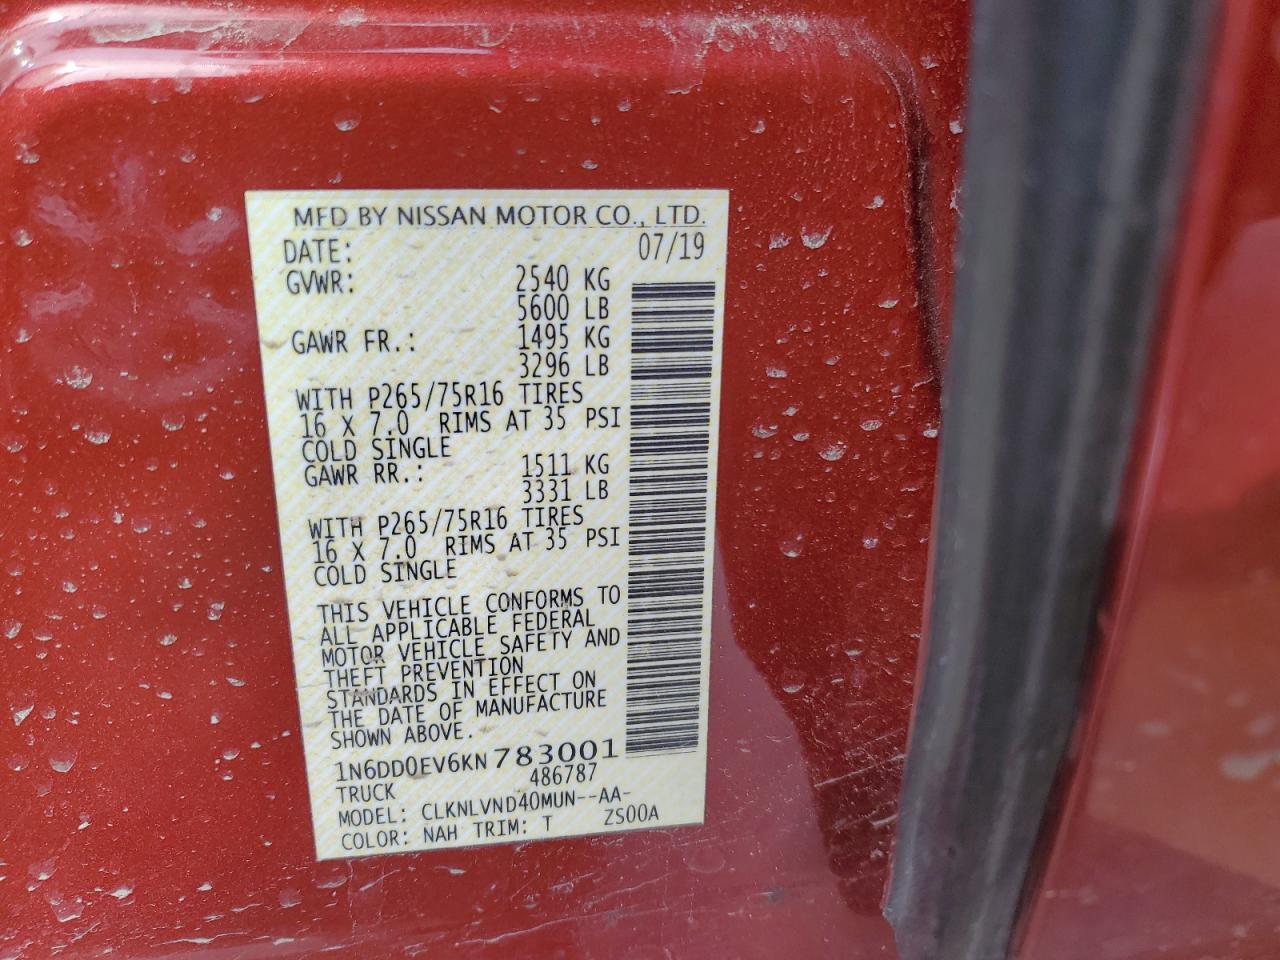 MFD BY NISSAN MOTOR CO., LTD.
DATE: 07/19
GVWR: 2540 KG
5600 LB
GAWR FR.: 1495 KG
3296 LB
WITH P265/75R16 TIRES
16 X 7.0 RIMS AT 35 PSI
COLD SINGLE
GAWR RR.: 1511 KG
3331 LB
WITH P265/75R16 TIRES
16 X 7.0 RIMS AT 35 PSI
COLD SINGLE
THIS VEHICLE CONFORMS TO
ALL APPLICABLE FEDERAL
MOTOR VEHICLE SAFETY AND
THEFT PREVENTION
STANDARDS IN EFFECT ON
THE DATE OF MANUFACTURE
SHOWN ABOVE.
1N6DD0EV6KN 783001
TRUCK 486787
MODEL: CLKNLVND40MUN--AA-
COLOR: NAH TRIM: T ZS00A